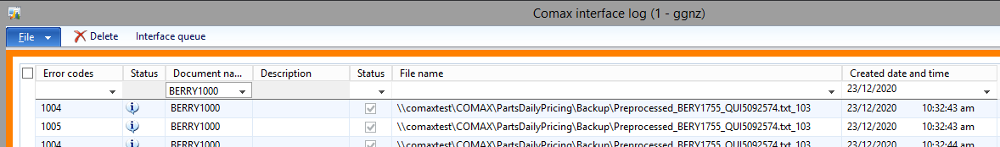 Comax interface log (1 - ggnz)
File Delete Interface queue
Error codes Status Document na... Description Status File name Created date and time
BERRY1000 23/12/2020
1004 BERRY1000 \\comaxtest\COMAX\PartsDailyPricing\Backup\Preprocessed_BERY1755_QUI5092574.txt_103 23/12/2020 10:32:43 am
1005 BERRY1000 \\comaxtest\COMAX\PartsDailyPricing\Backup\Preprocessed_BERY1755_QUI5092574.txt_103 23/12/2020 10:32:43 am
1004 BERRY1000 \\comaxtest\COMAX\PartsDailyPricing\Backup\Preprocessed_BERY1755_QUI5092574.txt_103 23/12/2020 10:32:44 am